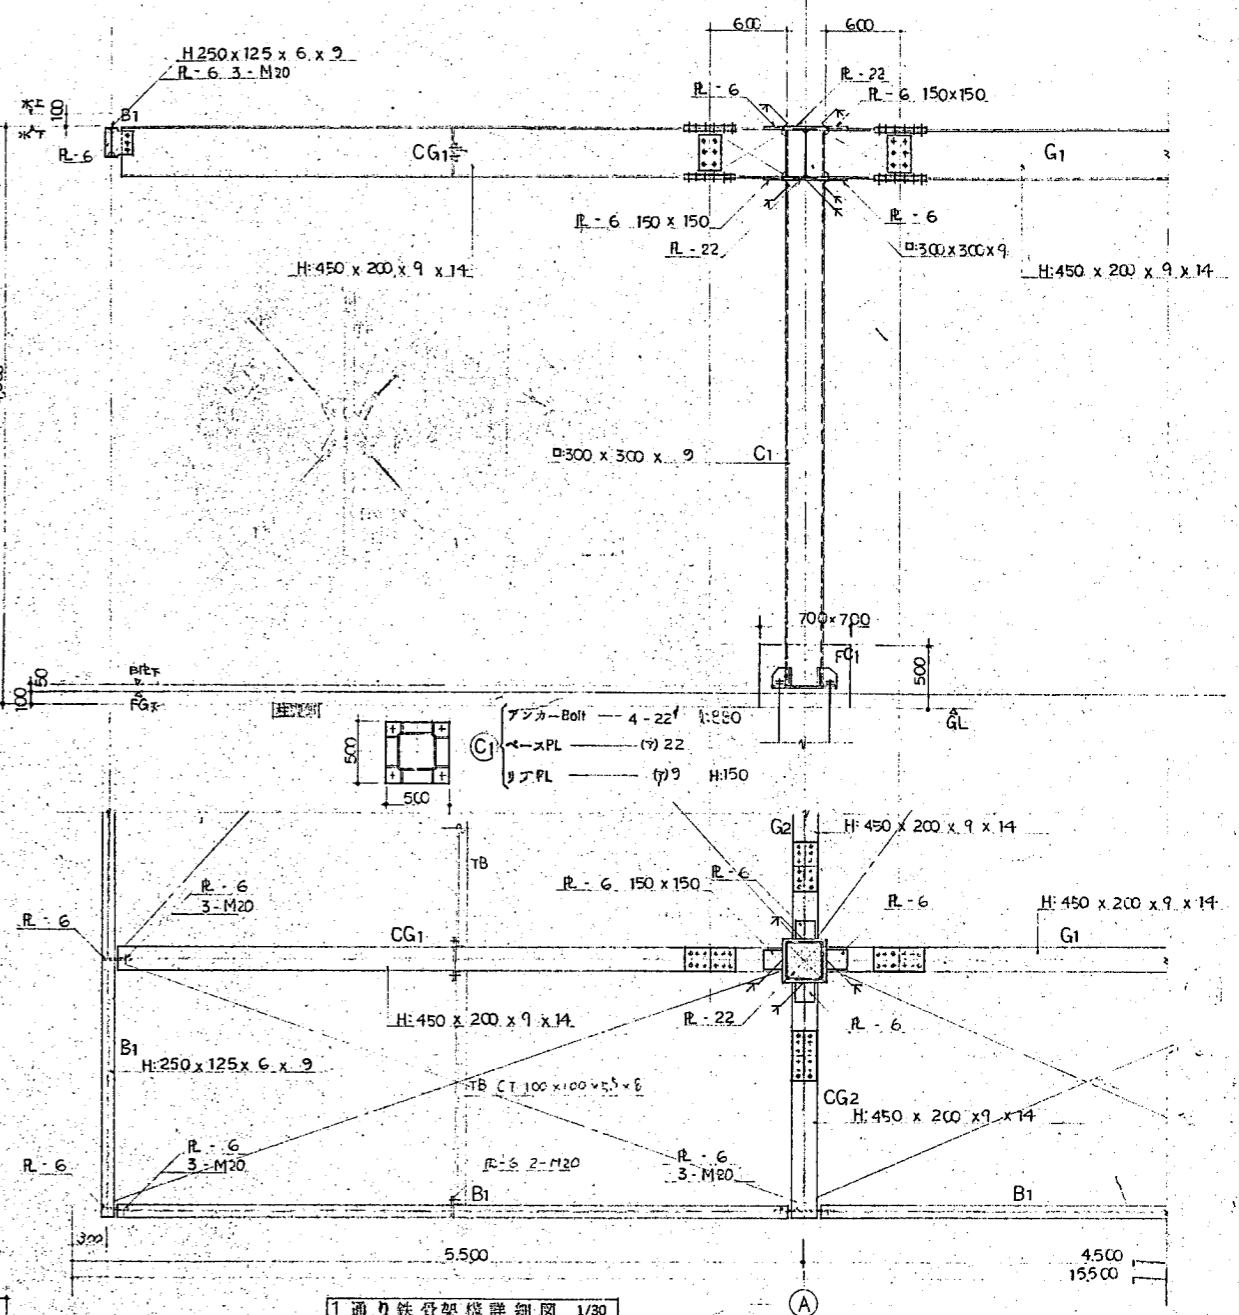 600
600
H 250 x 125 x 6 x 9
PL - 6 3 - M20
水上
水下
100
B1
PL - 6
CG1
PL - 6
PL - 22
PL - 6 150x150
G1
PL - 6 150 x 150
PL - 22
PL - 6
□:300x300x9
H:450 x 200 x 9 x 14
H:450 x 200 x 9 x 14
□:300 x 300 x 9
C1
700x700
FC1
500
50
100
GL
500
500
C1
アンカーBolt 4 - 22
ベースPL (ア) 22
リブPL (ア) 9 H:150
TB
G2
H:450 x 200 x 9 x 14
PL - 6
3 - M20
PL - 6
PL - 6 150 x 150
PL - 6
PL - 6
H:450 x 200 x 9 x 14
CG1
G1
H:450 x 200 x 9 x 14
PL - 22
PL - 6
B1
H:250 x 125 x 6 x 9
TB CT 100 x 100 x 5.5 x 8
CG2
H:450 x 200 x 9 x 14
PL - 6
PL - 6
3 - M20
PL - 6 2 - M20
PL - 6
3 - M20
B1
B1
300
5,500
4,500
15,500
A
1 通り鉄骨架構詳細図 1/30